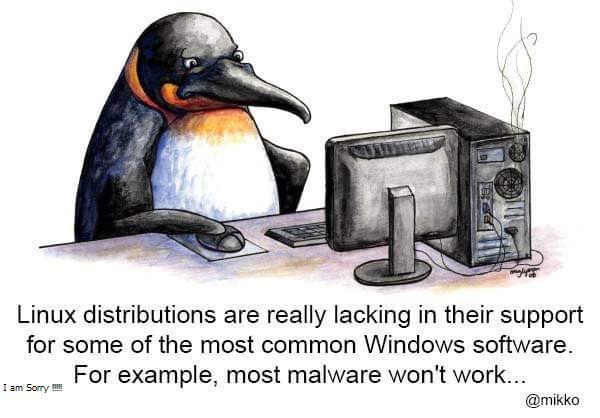 Linux distributions are really lacking in their support
for some of the most common Windows software.
For example, most malware won't work...
I am Sorry !!!!!
@mikko